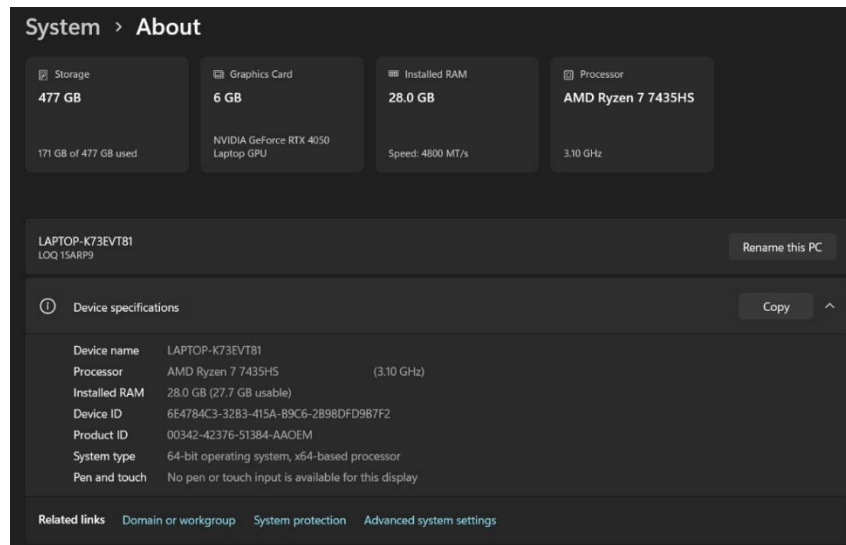 System > About
Storage
477 GB
171 GB of 477 GB used
Graphics Card
6 GB
NVIDIA GeForce RTX 4050
Laptop GPU
Installed RAM
28.0 GB
Speed: 4800 MT/s
Processor
AMD Ryzen 7 7435HS
3.10 GHz
LAPTOP-K73EVT81
LOQ 15ARP9
Rename this PC
Device specifications
Copy
Device name LAPTOP-K73EVT81
Processor AMD Ryzen 7 7435HS (3.10 GHz)
Installed RAM 28.0 GB (27.7 GB usable)
Device ID 6E4784C3-32B3-415A-B9C6-2B98DFD9B7F2
Product ID 00342-42376-51384-AAOEM
System type 64-bit operating system, x64-based processor
Pen and touch No pen or touch input is available for this display
Related links Domain or workgroup System protection Advanced system settings